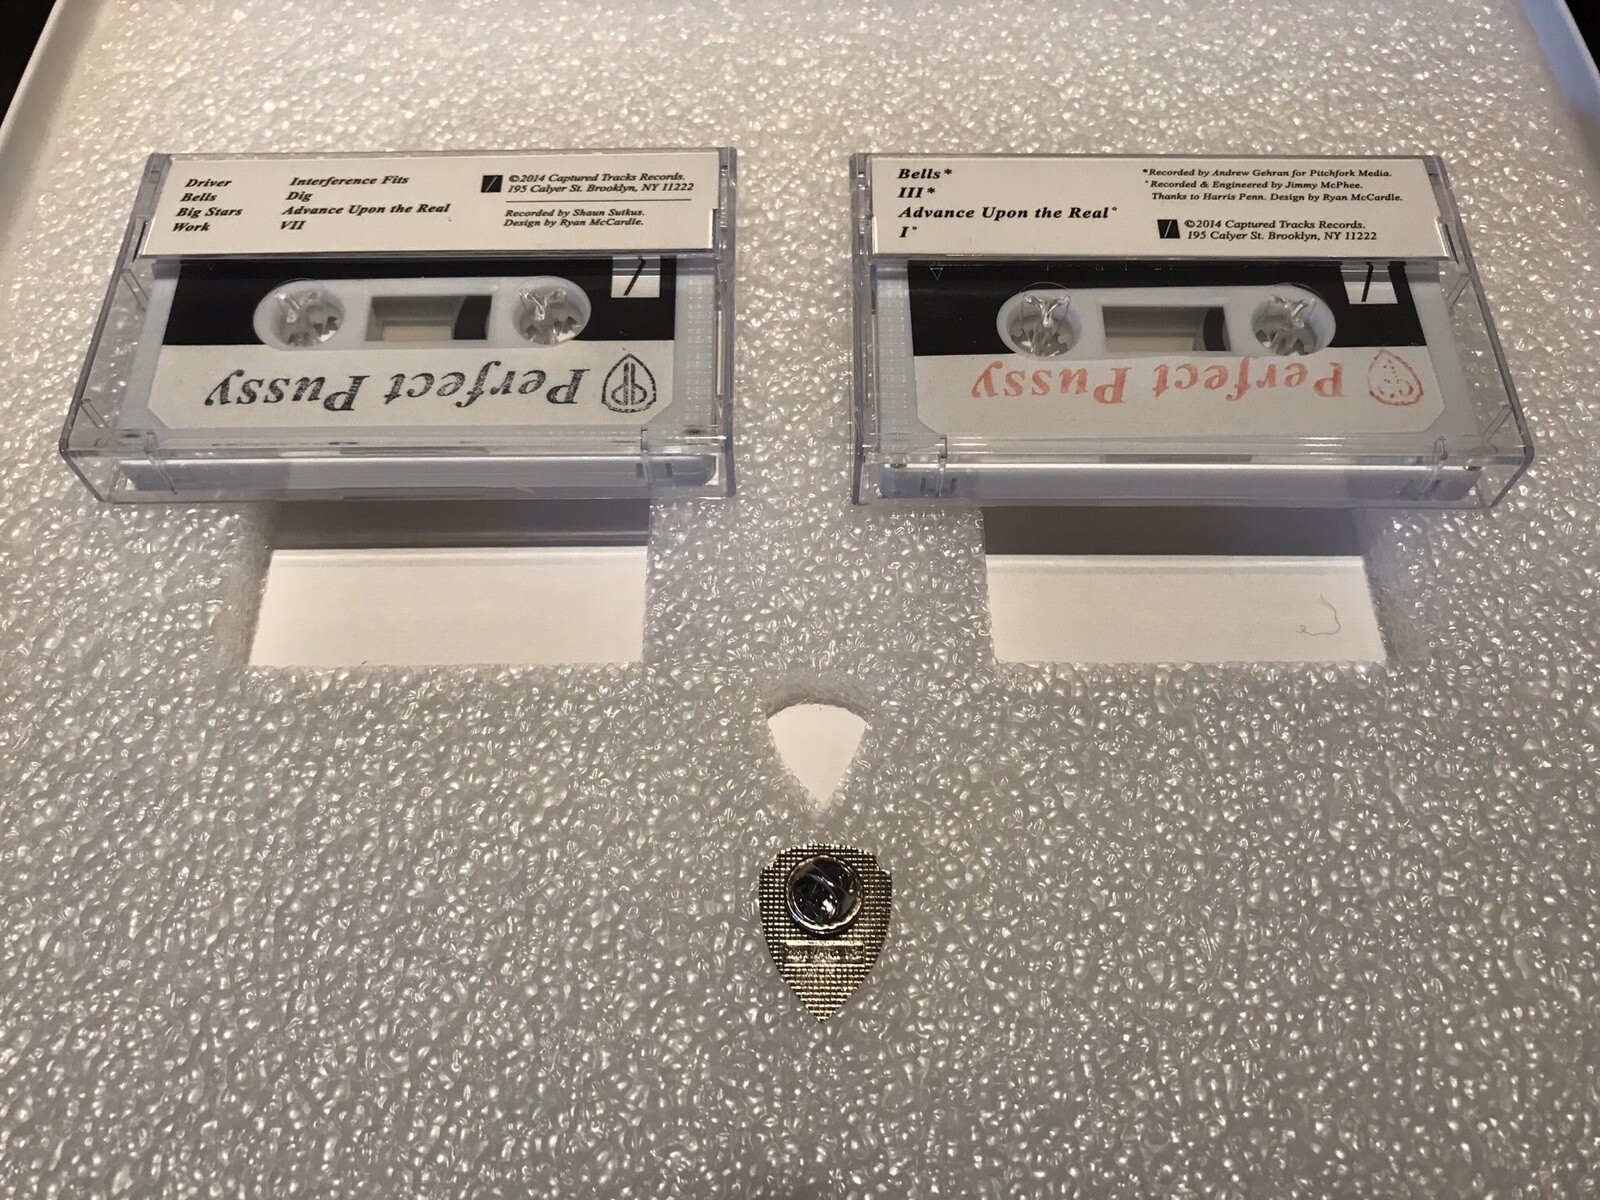 Driver
Bells
Big Stars
Work
Interference Fits
Dig
Advance Upon the Real
VII
©2014 Captured Tracks Records.
195 Calyer St. Brooklyn, NY 11222
Recorded by Shaun Sutkus.
Design by Ryan McCardle.
Perfect Pussy
Bells*
III*
Advance Upon the Real°
I°
*Recorded by Andrew Gehran for Pitchfork Media.
°Recorded & Engineered by Jimmy McPhee.
Thanks to Harris Penn. Design by Ryan McCardle.
©2014 Captured Tracks Records.
195 Calyer St. Brooklyn, NY 11222
Perfect Pussy